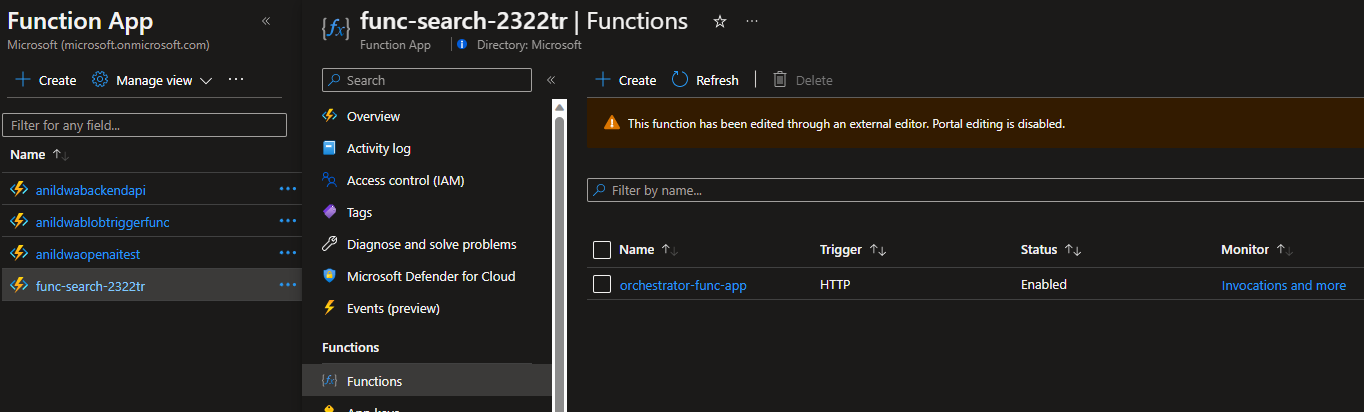 Function App
Microsoft (microsoft.onmicrosoft.com)
Create
Manage view
Filter for any field...
Name
anildwabackendapi
anildwablobtriggerfunc
anildwaopenaitest
func-search-2322tr
func-search-2322tr | Functions
Function App
Directory: Microsoft
Search
Overview
Activity log
Access control (IAM)
Tags
Diagnose and solve problems
Microsoft Defender for Cloud
Events (preview)
Functions
Functions
App keys
Create
Refresh
Delete
This function has been edited through an external editor. Portal editing is disabled.
Filter by name...
Name Trigger Status Monitor
orchestrator-func-app HTTP Enabled Invocations and more